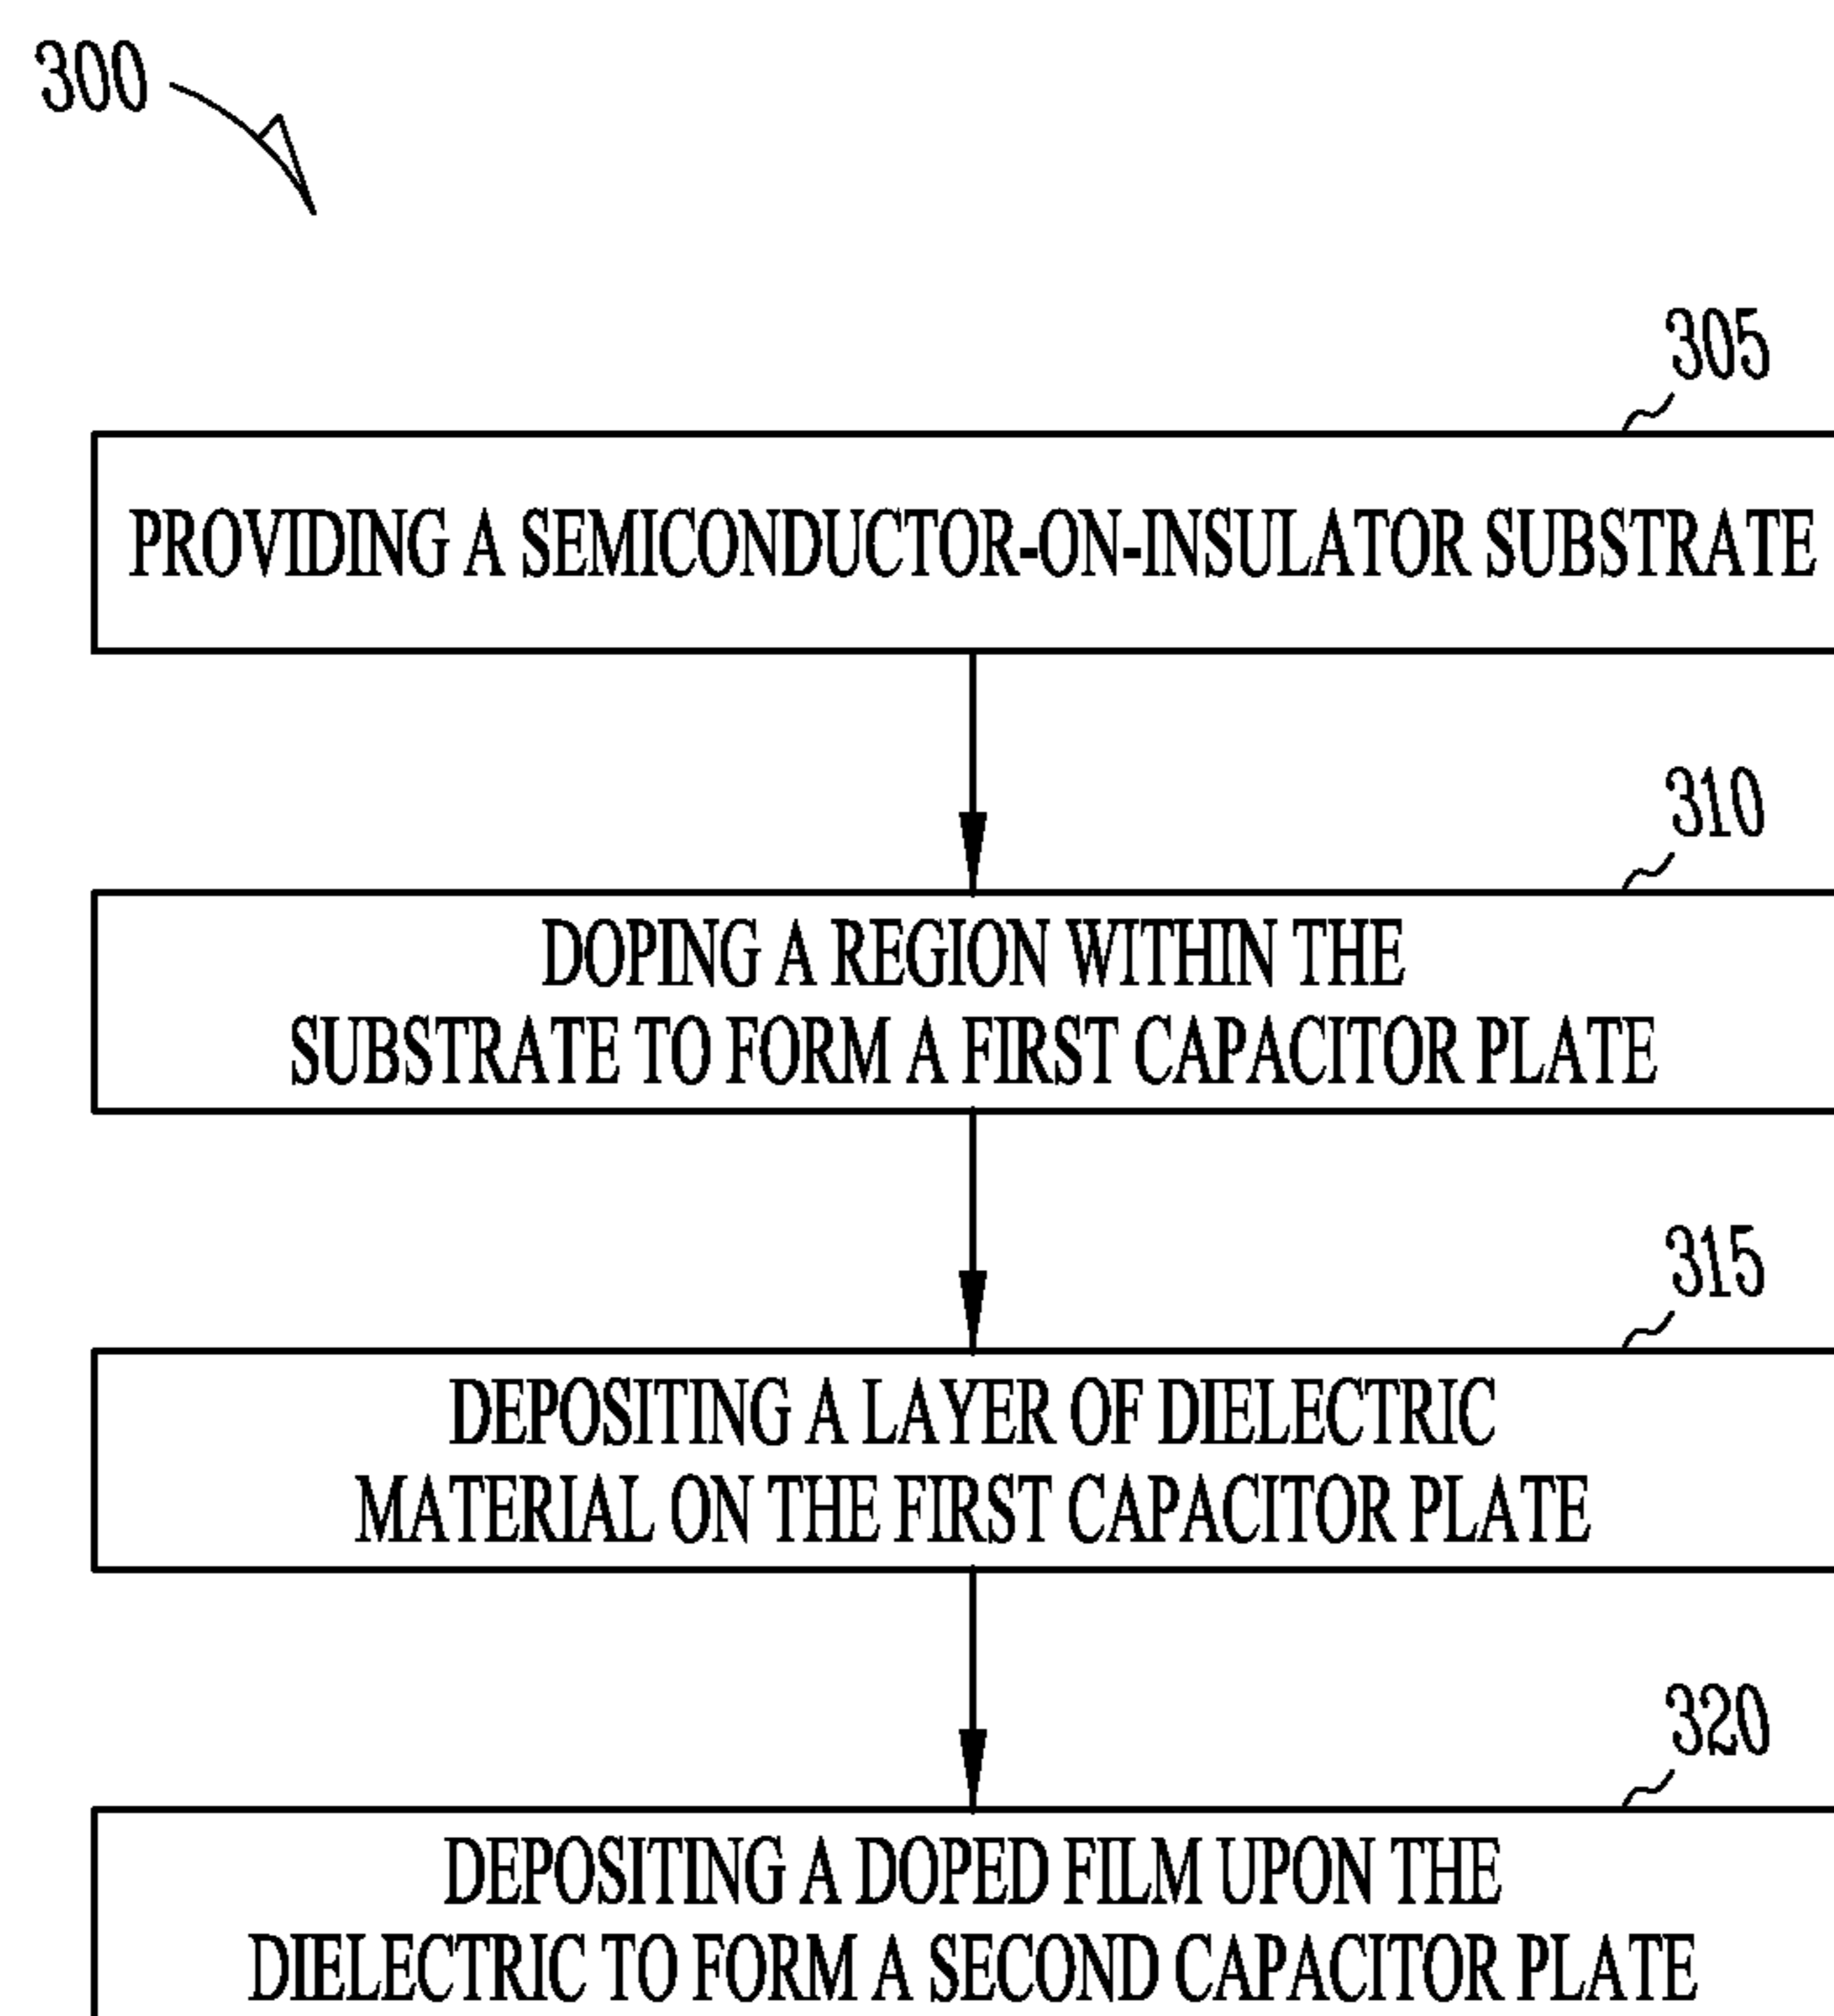 300
305
PROVIDING A SEMICONDUCTOR-ON-INSULATOR SUBSTRATE
310
DOPING A REGION WITHIN THE
SUBSTRATE TO FORM A FIRST CAPACITOR PLATE
315
DEPOSITING A LAYER OF DIELECTRIC
MATERIAL ON THE FIRST CAPACITOR PLATE
320
DEPOSITING A DOPED FILM UPON THE
DIELECTRIC TO FORM A SECOND CAPACITOR PLATE